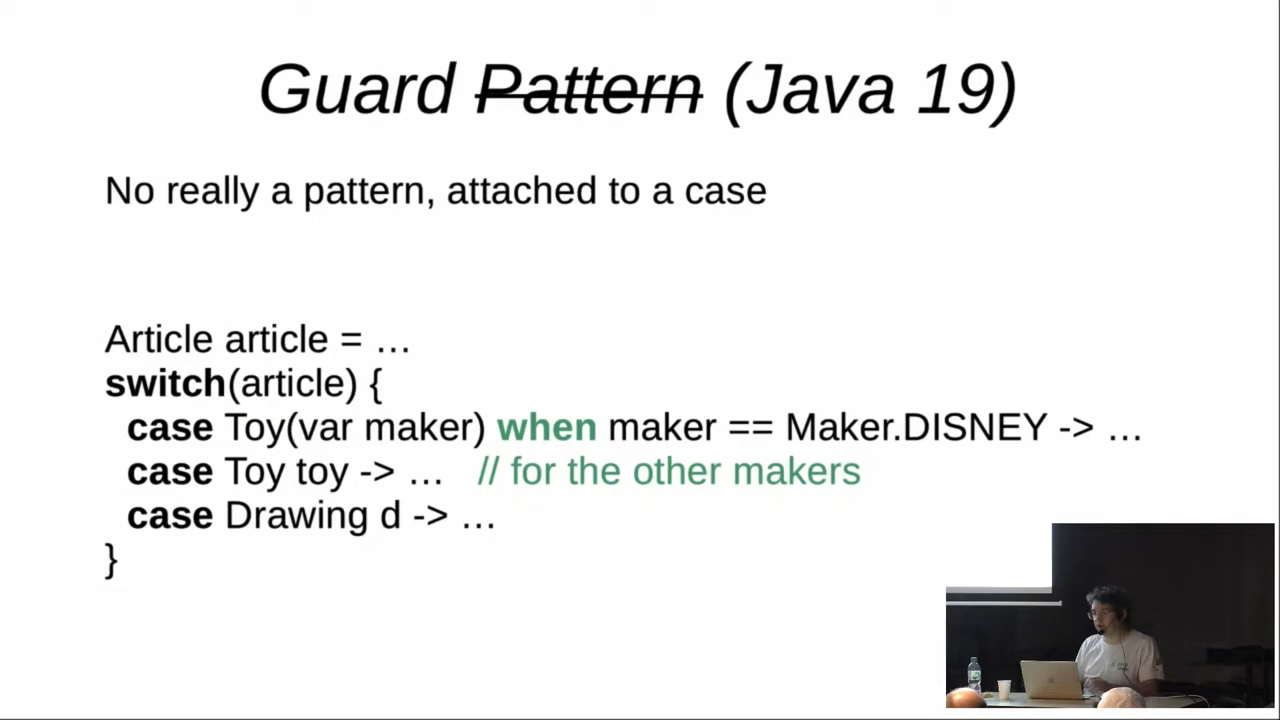 Guard Pattern (Java 19)
No really a pattern, attached to a case
Article article = …
switch(article) {
case Toy(var maker) when maker == Maker.DISNEY -> …
case Toy toy -> … // for the other makers
case Drawing d -> …
}